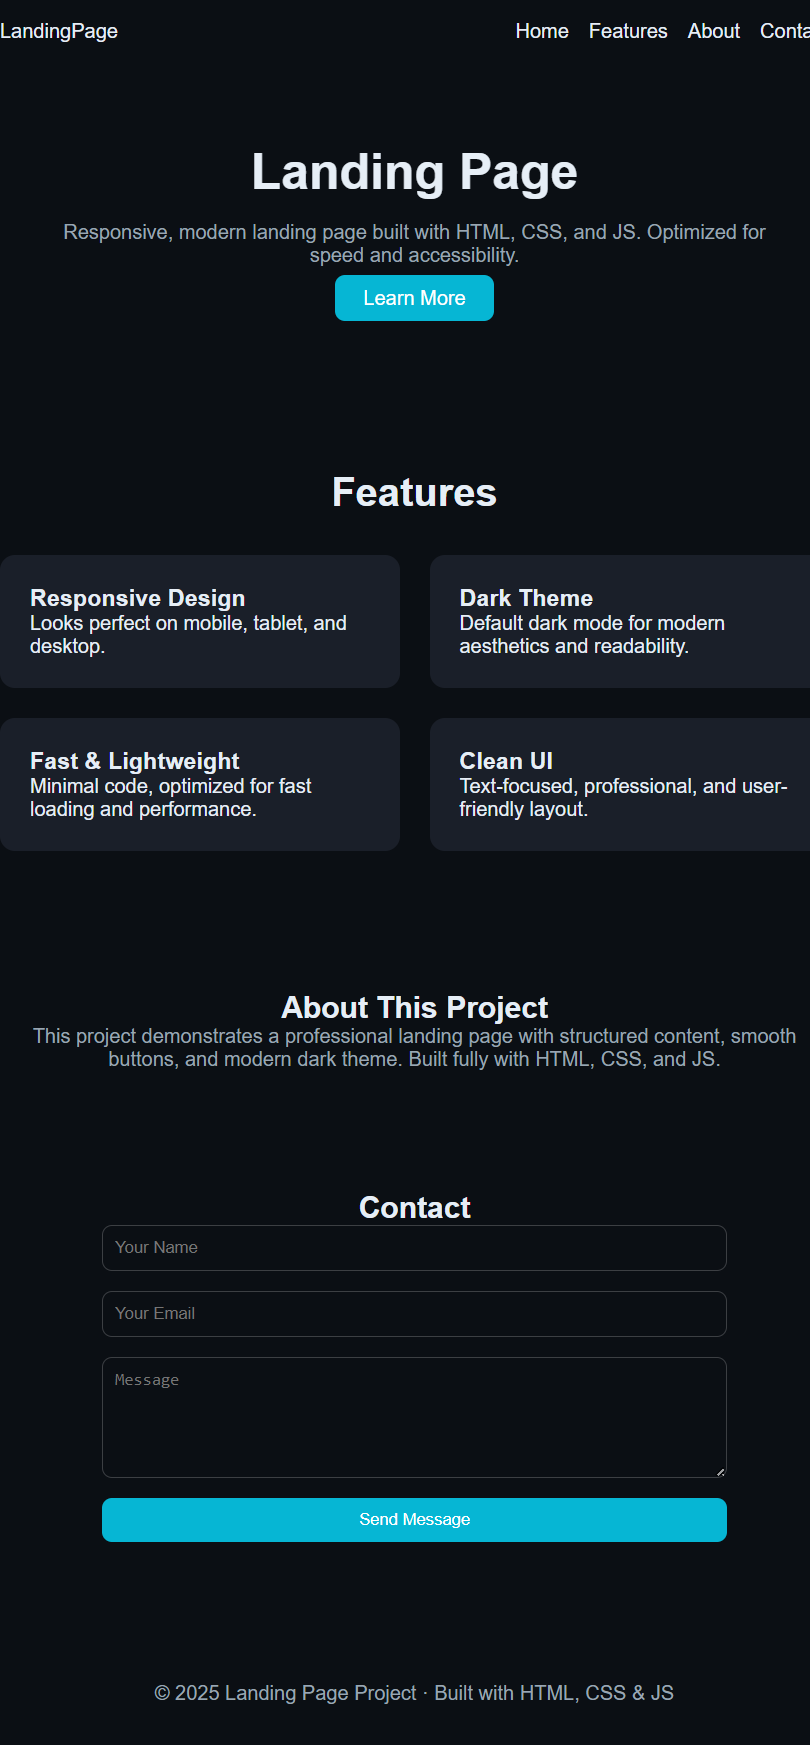 LandingPage
Home Features About Conta
Landing Page
Responsive, modern landing page built with HTML, CSS, and JS. Optimized for
speed and accessibility.
Learn More
Features
Responsive Design
Looks perfect on mobile, tablet, and
desktop.
Dark Theme
Default dark mode for modern
aesthetics and readability.
Fast & Lightweight
Minimal code, optimized for fast
loading and performance.
Clean UI
Text-focused, professional, and user-
friendly layout.
About This Project
This project demonstrates a professional landing page with structured content, smooth
buttons, and modern dark theme. Built fully with HTML, CSS, and JS.
Contact
Your Name
Your Email
Message
Send Message
© 2025 Landing Page Project · Built with HTML, CSS & JS